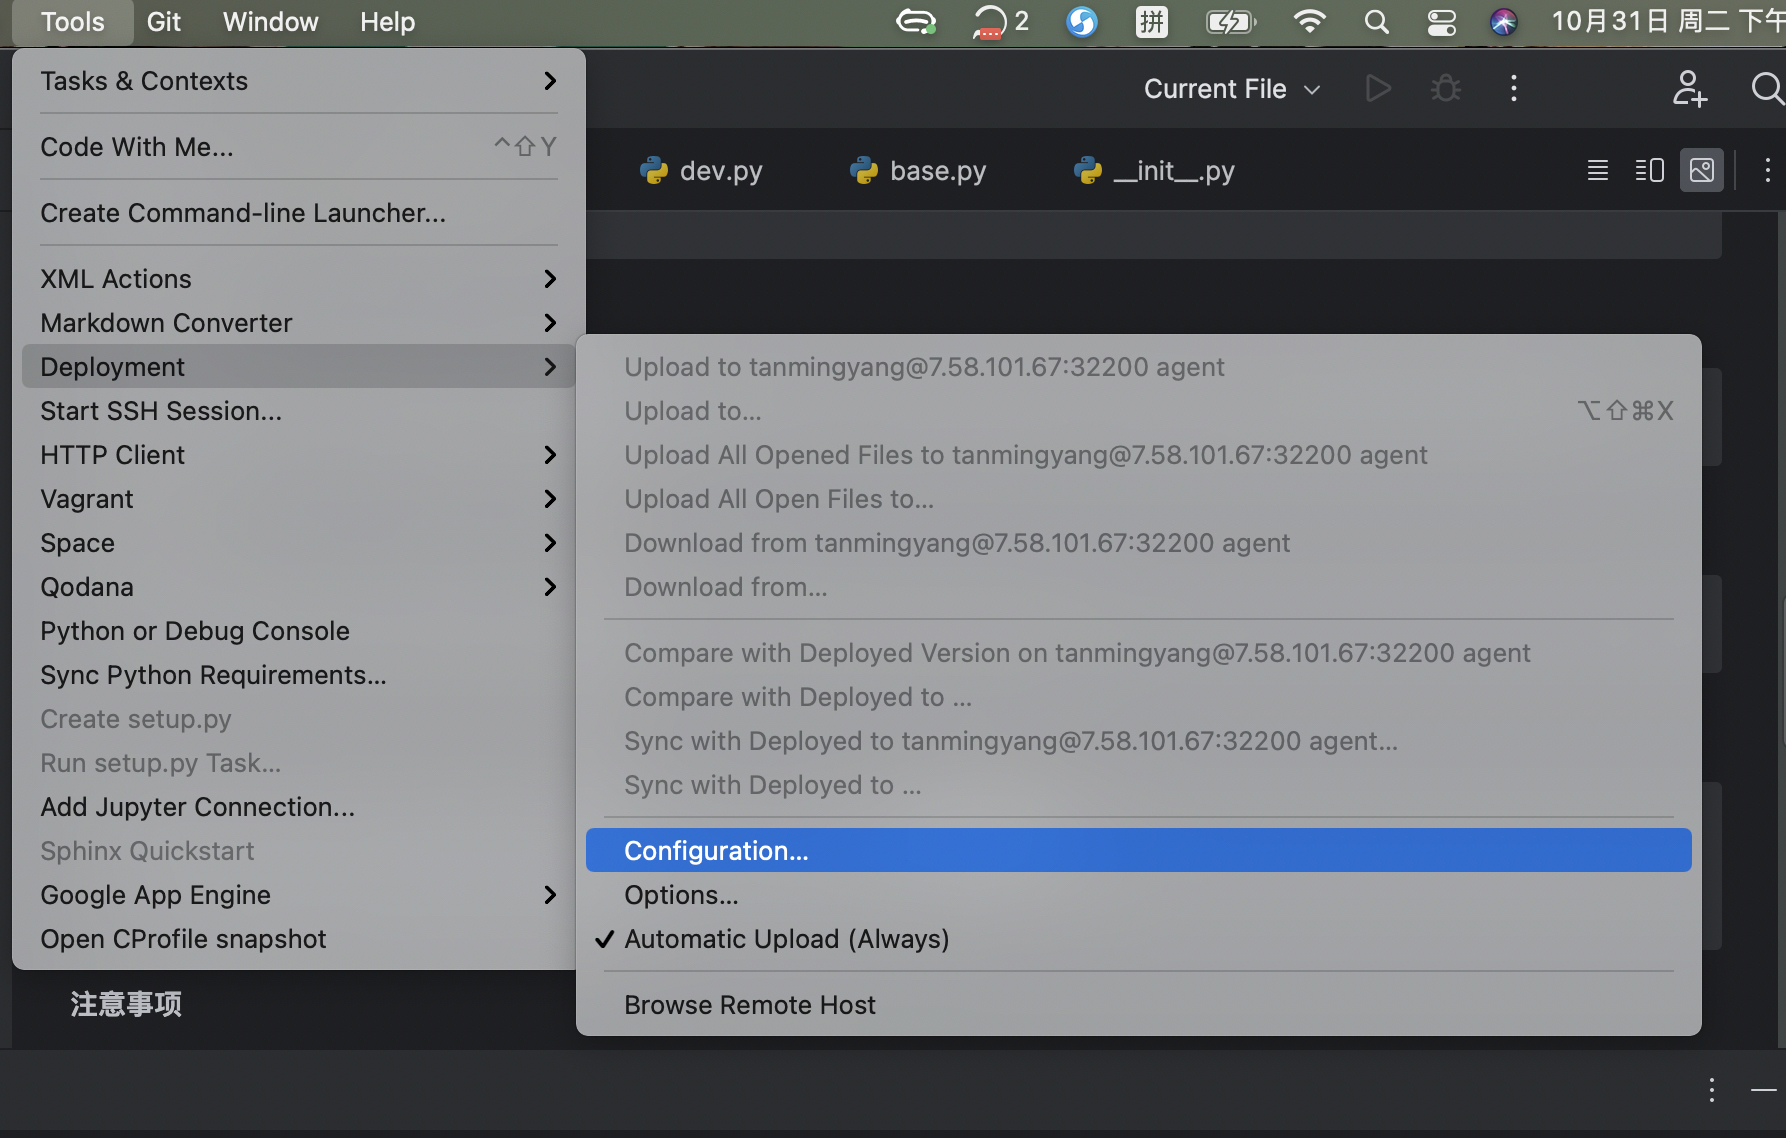 Tools Git Window Help 2 拼 10月31日 周二 下午
Current File
dev.py base.py __init__.py
Tasks & Contexts
Code With Me... ^⇧Y
Create Command-line Launcher...
XML Actions
Markdown Converter
Deployment
Start SSH Session...
HTTP Client
Vagrant
Space
Qodana
Python or Debug Console
Sync Python Requirements...
Create setup.py
Run setup.py Task...
Add Jupyter Connection...
Sphinx Quickstart
Google App Engine
Open CProfile snapshot
Upload to tanmingyang@7.58.101.67:32200 agent
Upload to... ⌥⇧⌘X
Upload All Opened Files to tanmingyang@7.58.101.67:32200 agent
Upload All Open Files to...
Download from tanmingyang@7.58.101.67:32200 agent
Download from...
Compare with Deployed Version on tanmingyang@7.58.101.67:32200 agent
Compare with Deployed to ...
Sync with Deployed to tanmingyang@7.58.101.67:32200 agent...
Sync with Deployed to ...
Configuration...
Options...
Automatic Upload (Always)
Browse Remote Host
注意事项